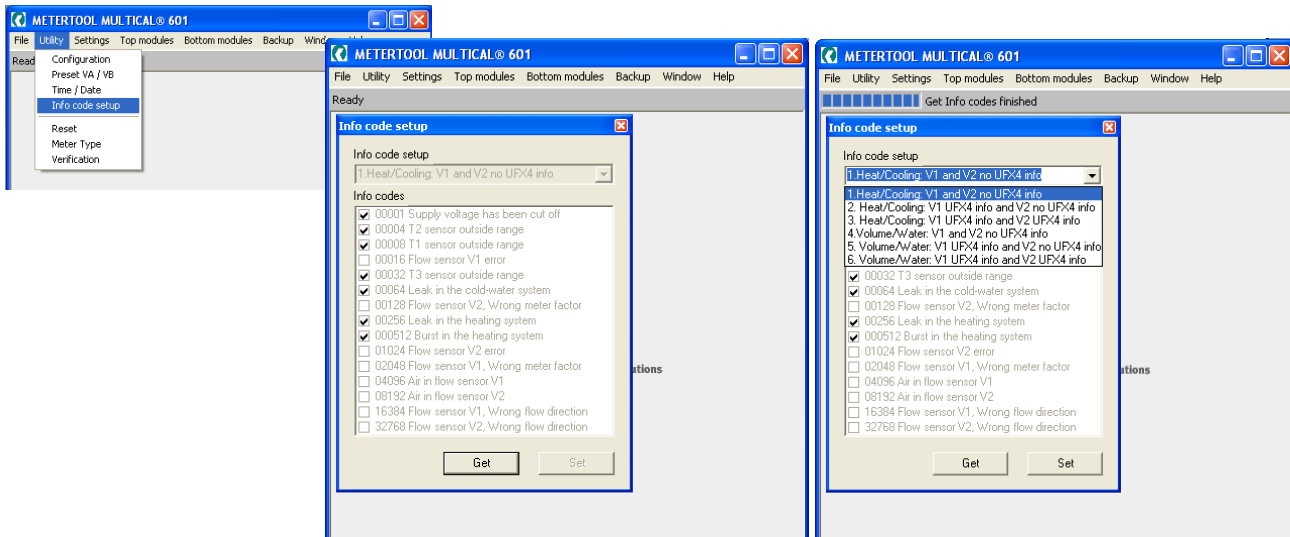 METERTOOL MULTICAL® 601
File Utility Settings Top modules Bottom modules Backup
Configuration
Preset VA / VB
Time / Date
Info code setup
Reset
Meter Type
Verification
METERTOOL MULTICAL® 601
File Utility Settings Top modules Bottom modules Backup Window Help
Ready
Info code setup
Info code setup
1.Heat/Cooling: V1 and V2 no UFX4 info
Info codes
00001 Supply voltage has been cut off
00004 T2 sensor outside range
00008 T1 sensor outside range
00016 Flow sensor V1 error
00032 T3 sensor outside range
00064 Leak in the cold-water system
00128 Flow sensor V2, Wrong meter factor
00256 Leak in the heating system
000512 Burst in the heating system
01024 Flow sensor V2 error
02048 Flow sensor V1, Wrong meter factor
04096 Air in flow sensor V1
08192 Air in flow sensor V2
16384 Flow sensor V1, Wrong flow direction
32768 Flow sensor V2, Wrong flow direction
Get Set
utions
METERTOOL MULTICAL® 601
File Utility Settings Top modules Bottom modules Backup Window Help
Get Info codes finished
Info code setup
Info code setup
1.Heat/Cooling: V1 and V2 no UFX4 info
1.Heat/Cooling: V1 and V2 no UFX4 info
2. Heat/Cooling: V1 UFX4 info and V2 no UFX4 info
3. Heat/Cooling: V1 UFX4 info and V2 UFX4 info
4.Volume/Water: V1 and V2 no UFX4 info
5. Volume/Water: V1 UFX4 info and V2 no UFX4 info
6. Volume/Water: V1 UFX4 info and V2 UFX4 info
00032 T3 sensor outside range
00064 Leak in the cold-water system
00128 Flow sensor V2, Wrong meter factor
00256 Leak in the heating system
000512 Burst in the heating system
01024 Flow sensor V2 error
02048 Flow sensor V1, Wrong meter factor
04096 Air in flow sensor V1
08192 Air in flow sensor V2
16384 Flow sensor V1, Wrong flow direction
32768 Flow sensor V2, Wrong flow direction
Get Set
utions